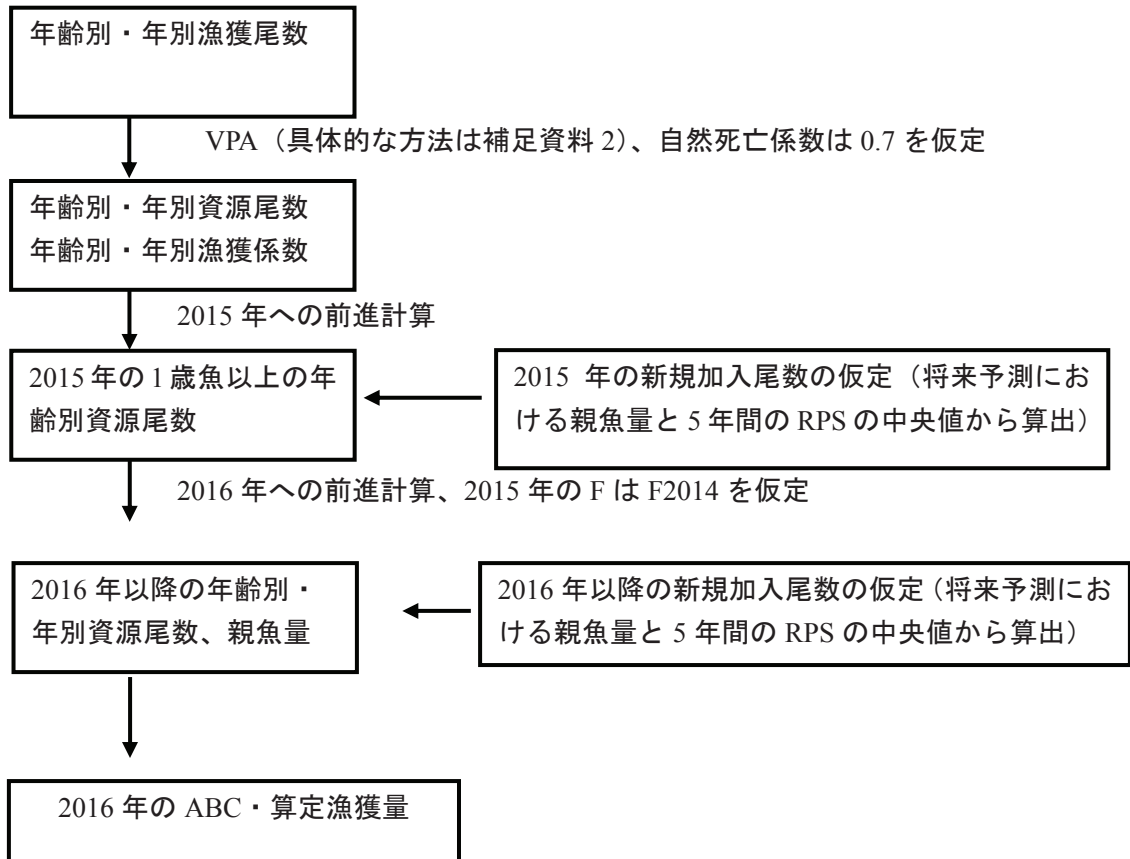 年齢別・年別漁獲尾数
VPA（具体的な方法は補足資料 2）、自然死亡係数は 0.7 を仮定
年齢別・年別資源尾数
年齢別・年別漁獲係数
2015 年への前進計算
2015 年の 1 歳魚以上の年
齢別資源尾数
2015 年の新規加入尾数の仮定（将来予測にお
ける親魚量と 5 年間の RPS の中央値から算出）
2016 年への前進計算、2015 年の F は F2014 を仮定
2016 年以降の年齢別・
年別資源尾数、親魚量
2016 年以降の新規加入尾数の仮定（将来予測にお
ける親魚量と 5 年間の RPS の中央値から算出）
2016 年の ABC・算定漁獲量